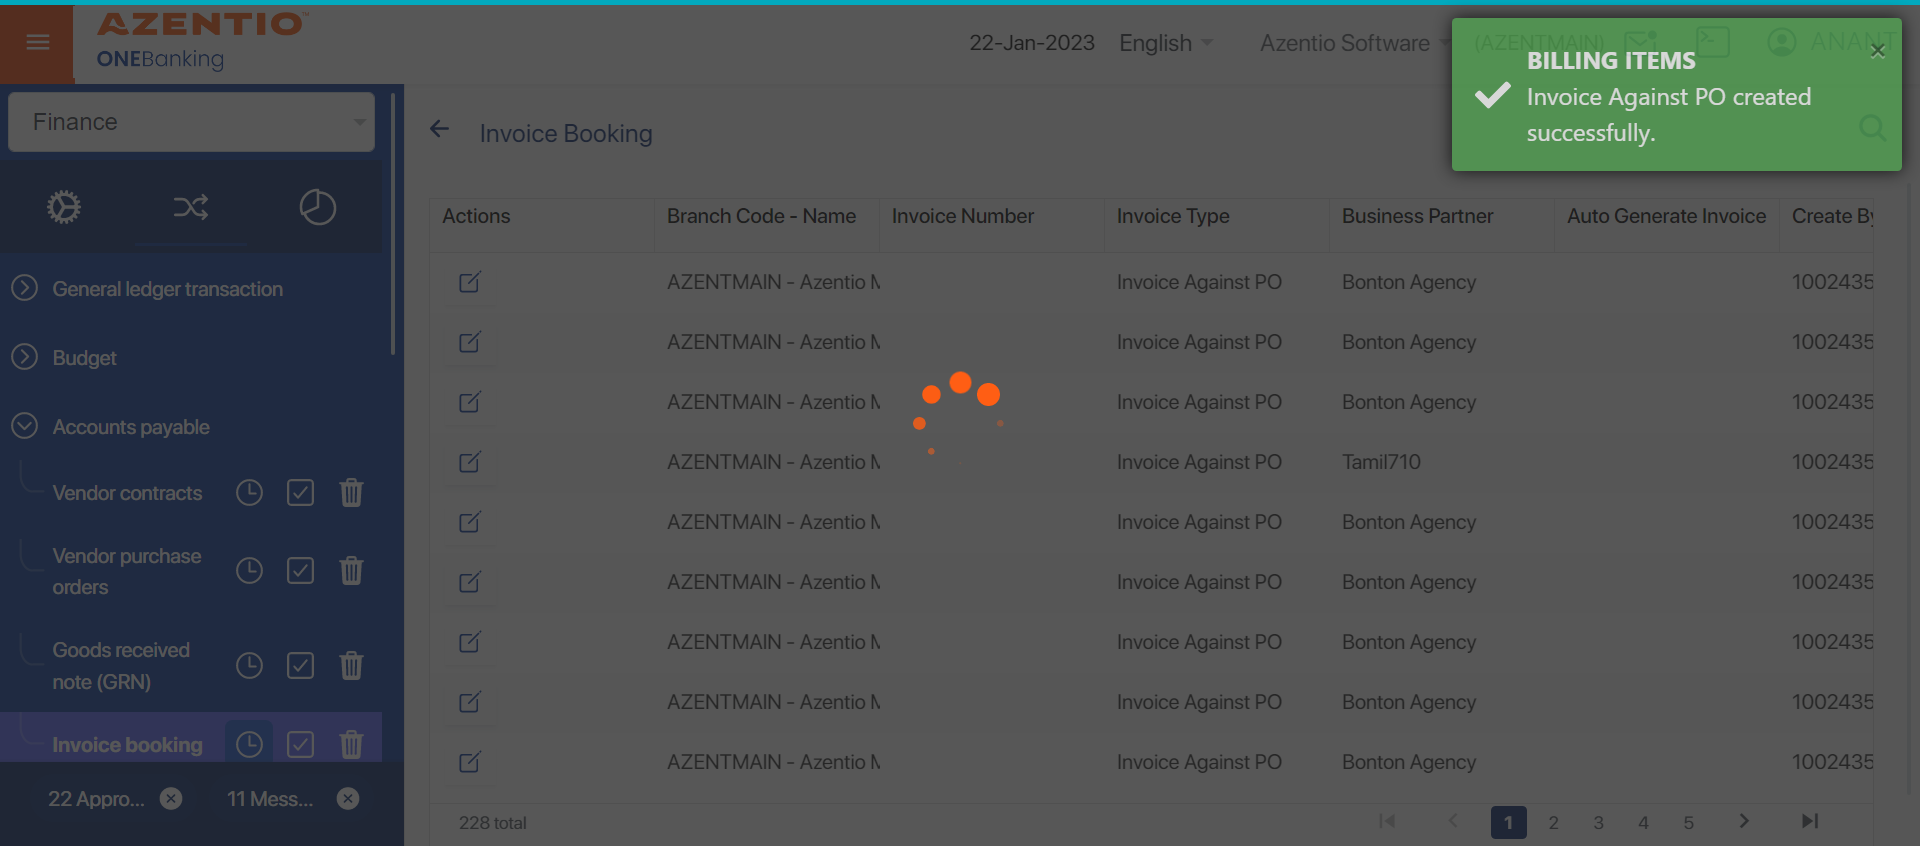 AZENTIO
ONEBanking
22-Jan-2023
English
Azentio Software
(AZENTMAIN)
ANANT
BILLING ITEMS
Invoice Against PO created
successfully.
Finance
Invoice Booking
General ledger transaction
Budget
Accounts payable
Vendor contracts
Vendor purchase
orders
Goods received
note (GRN)
Invoice booking
22 Appro...
11 Mess...
Actions Branch Code - Name Invoice Number Invoice Type Business Partner Auto Generate Invoice Create By
AZENTMAIN - Azentio M Invoice Against PO Bonton Agency 1002435
AZENTMAIN - Azentio M Invoice Against PO Bonton Agency 1002435
AZENTMAIN - Azentio M Invoice Against PO Bonton Agency 1002435
AZENTMAIN - Azentio M Invoice Against PO Tamil710 1002435
AZENTMAIN - Azentio M Invoice Against PO Bonton Agency 1002435
AZENTMAIN - Azentio M Invoice Against PO Bonton Agency 1002435
AZENTMAIN - Azentio M Invoice Against PO Bonton Agency 1002435
AZENTMAIN - Azentio M Invoice Against PO Bonton Agency 1002435
AZENTMAIN - Azentio M Invoice Against PO Bonton Agency 1002435
228 total
1 2 3 4 5